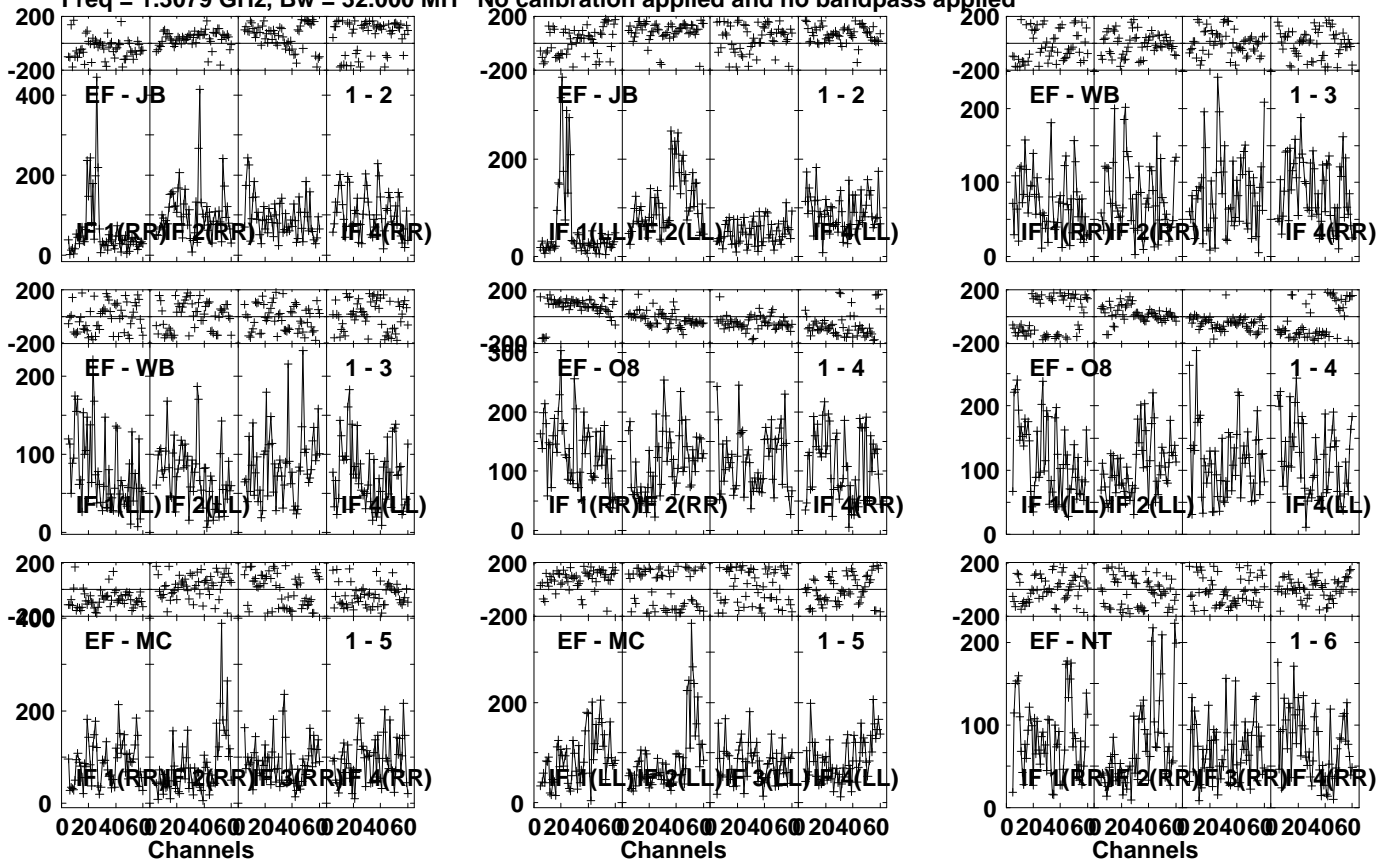 Freq = 1.3079 GHz, Bw = 32.000 MH No calibration applied and no bandpass applied
200
-200
EF - JB 1 - 2
400
200
0
IF 1(RR) IF 2(RR) IF 4(RR)
200
-200
EF - JB 1 - 2
200
0
IF 1(LL) IF 2(LL) IF 4(LL)
200
-200
EF - WB 1 - 3
200
100
0
IF 1(RR) IF 2(RR) IF 4(RR)
200
-200
EF - WB 1 - 3
200
100
0
IF 1(LL) IF 2(LL) IF 4(LL)
200
-200
300
EF - O8 1 - 4
200
100
0
IF 1(RR) IF 2(RR) IF 4(RR)
200
-200
EF - O8 1 - 4
200
100
0
IF 1(LL) IF 2(LL) IF 4(LL)
200
-200
400
EF - MC 1 - 5
200
0
IF 1(RR) IF 2(RR) IF 3(RR) IF 4(RR)
0 20 40 60 0 20 40 60 0 20 40 60 0 20 40 60
Channels
200
-200
EF - MC 1 - 5
200
0
IF 1(LL) IF 2(LL) IF 3(LL) IF 4(LL)
0 20 40 60 0 20 40 60 0 20 40 60 0 20 40 60
Channels
200
-200
EF - NT 1 - 6
200
100
0
IF 1(RR) IF 2(RR) IF 3(RR) IF 4(RR)
0 20 40 60 0 20 40 60 0 20 40 60 0 20 40 60
Channels